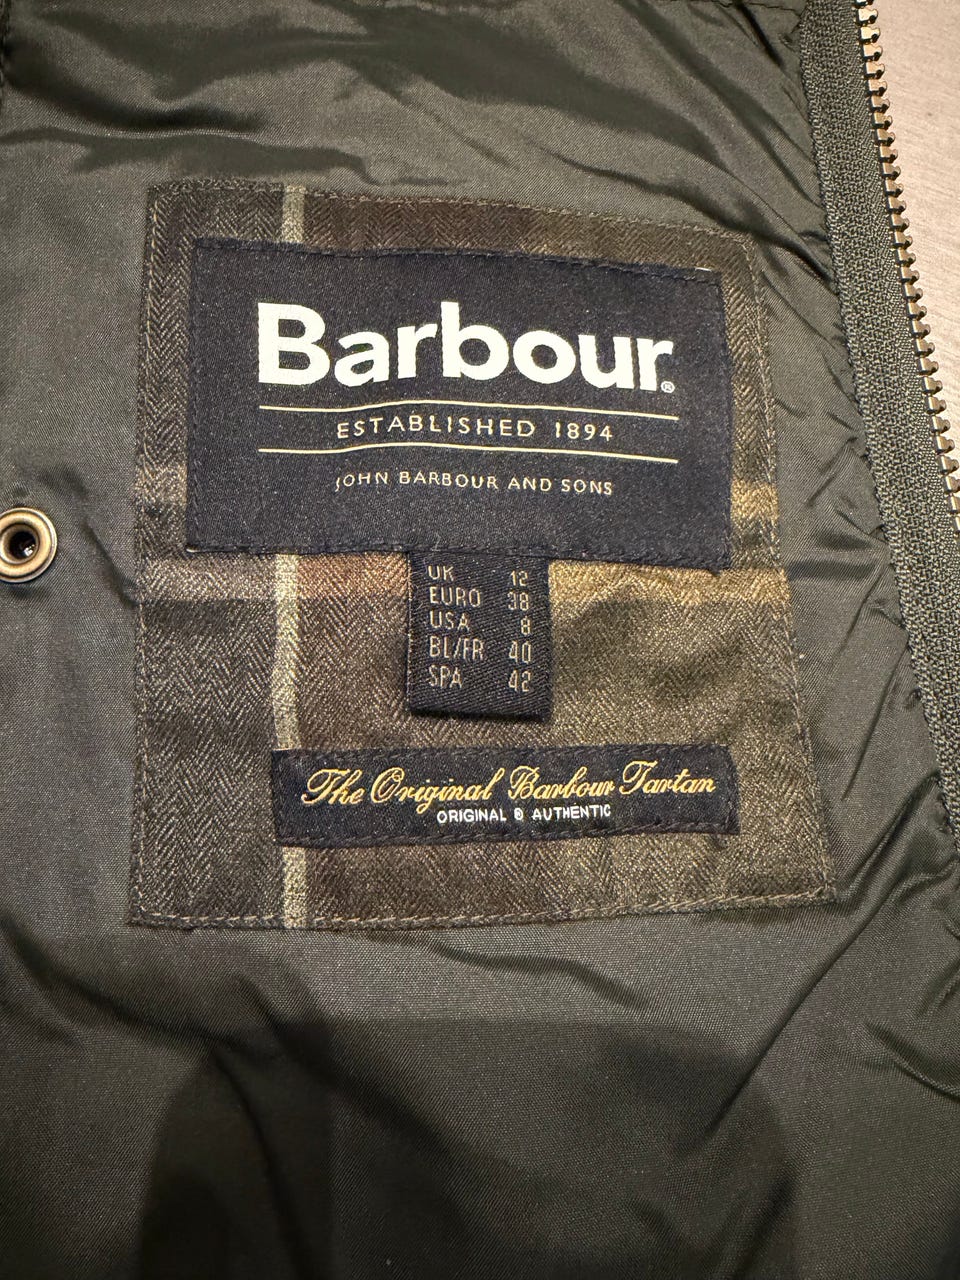 Barbour®
ESTABLISHED 1894
JOHN BARBOUR AND SONS
UK 12
EURO 38
USA 8
BL/FR 40
SPA 42
The Original Barbour Tartan
ORIGINAL & AUTHENTIC